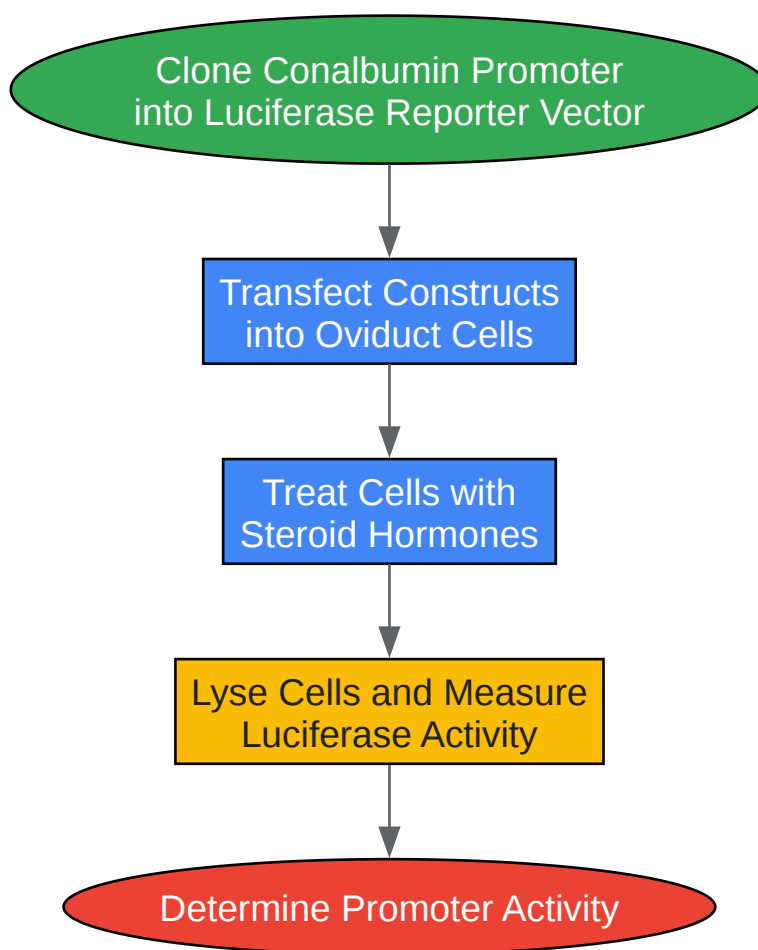 Clone Conalbumin Promoter
into Luciferase Reporter Vector
Transfect Constructs
into Oviduct Cells
Treat Cells with
Steroid Hormones
Lyse Cells and Measure
Luciferase Activity
Determine Promoter Activity